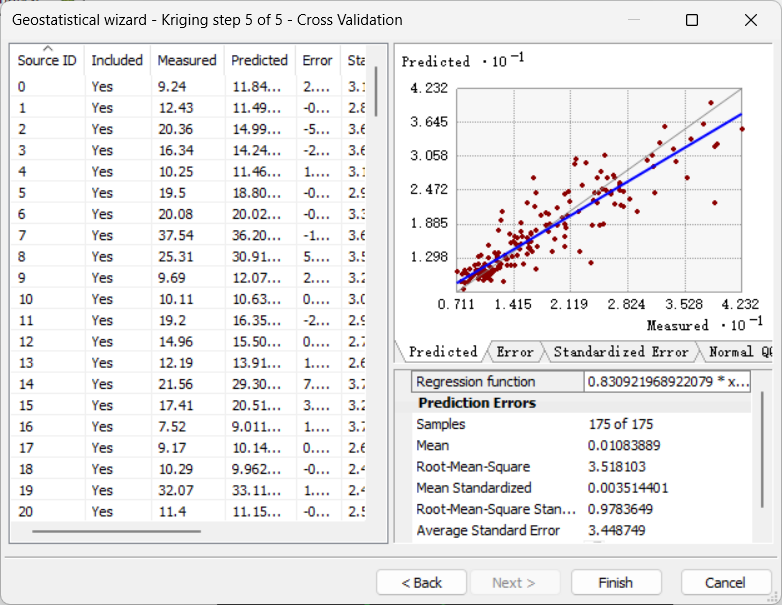 Geostatistical wizard - Kriging step 5 of 5 - Cross Validation
Source ID Included Measured Predicted Error Sta
0 Yes 9.24 11.84... 2.... 3.1
1 Yes 12.43 11.49... -0... 2.8
2 Yes 20.36 14.99... -5... 3.6
3 Yes 16.34 14.24... -2... 3.6
4 Yes 10.25 11.46... 1.... 3.1
5 Yes 19.5 18.80... -0... 2.9
6 Yes 20.08 20.02... -0... 3.3
7 Yes 37.54 36.20... -1... 3.6
8 Yes 25.31 30.91... 5.... 3.5
9 Yes 9.69 12.07... 2.... 3.2
10 Yes 10.11 10.63... 0.... 3.0
11 Yes 19.2 16.35... -2... 2.9
12 Yes 14.96 15.50... 0.... 2.7
13 Yes 12.19 13.91... 1.... 2.6
14 Yes 21.56 29.30... 7.... 3.7
15 Yes 17.41 20.51... 3.... 3.2
16 Yes 7.52 9.011... 1.... 3.7
17 Yes 9.17 10.14... 0.... 2.6
18 Yes 10.29 9.962... -0... 2.4
19 Yes 32.07 33.11... 1.... 2.4
20 Yes 11.4 11.15... -0... 2.5
Predicted ·10⁻¹
4.232
3.645
3.058
2.472
1.885
1.298
0.711 1.415 2.119 2.824 3.528 4.232
Measured ·10⁻¹
Predicted Error Standardized Error Normal QQ
Regression function 0.830921968922079 * x...
Prediction Errors
Samples 175 of 175
Mean 0.01083889
Root-Mean-Square 3.518103
Mean Standardized 0.003514401
Root-Mean-Square Stan... 0.9783649
Average Standard Error 3.448749
< Back Next > Finish Cancel